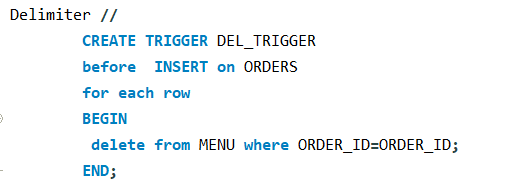 Delimiter //
CREATE TRIGGER DEL_TRIGGER
before  INSERT on ORDERS
for each row
BEGIN
delete from MENU where ORDER_ID=ORDER_ID;
END;